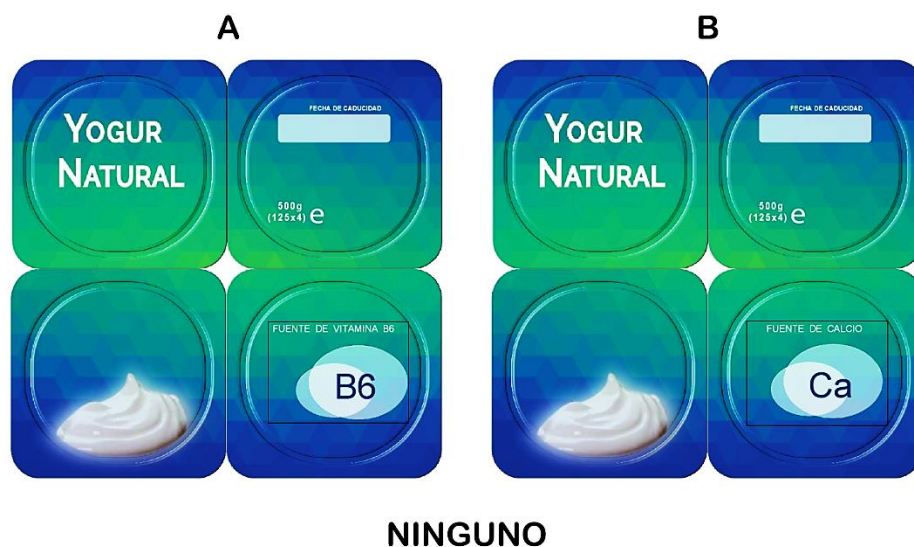 A
B
YOGUR
NATURAL
FECHA DE CADUCIDAD
500g
(125x4) e
YOGUR
NATURAL
FECHA DE CADUCIDAD
500g
(125x4) e
FUENTE DE VITAMINA B6
B6
FUENTE DE CALCIO
Ca
NINGUNO